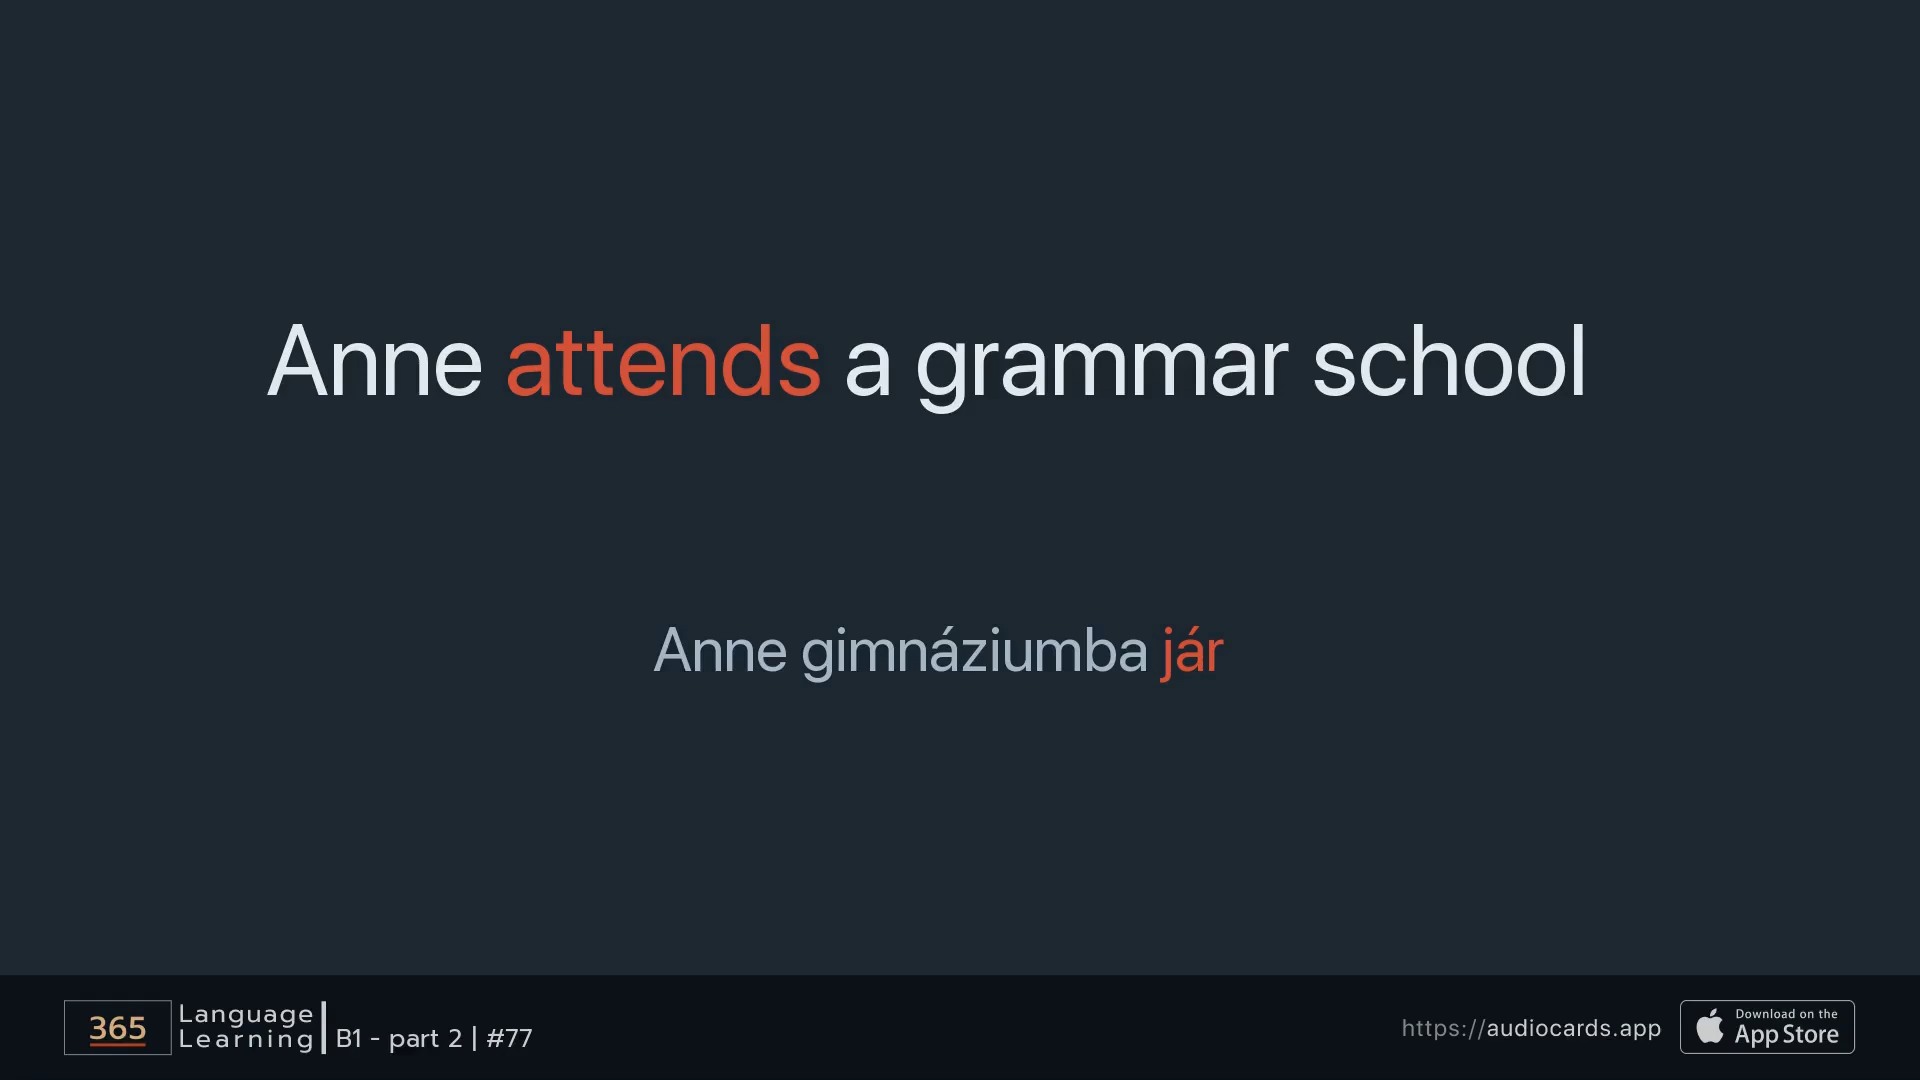 Anne attends a grammar school
Anne gimnáziumba jár
365
Language
Learning
B1 - part 2 | #77
https://audiocards.app
Download on the
App Store